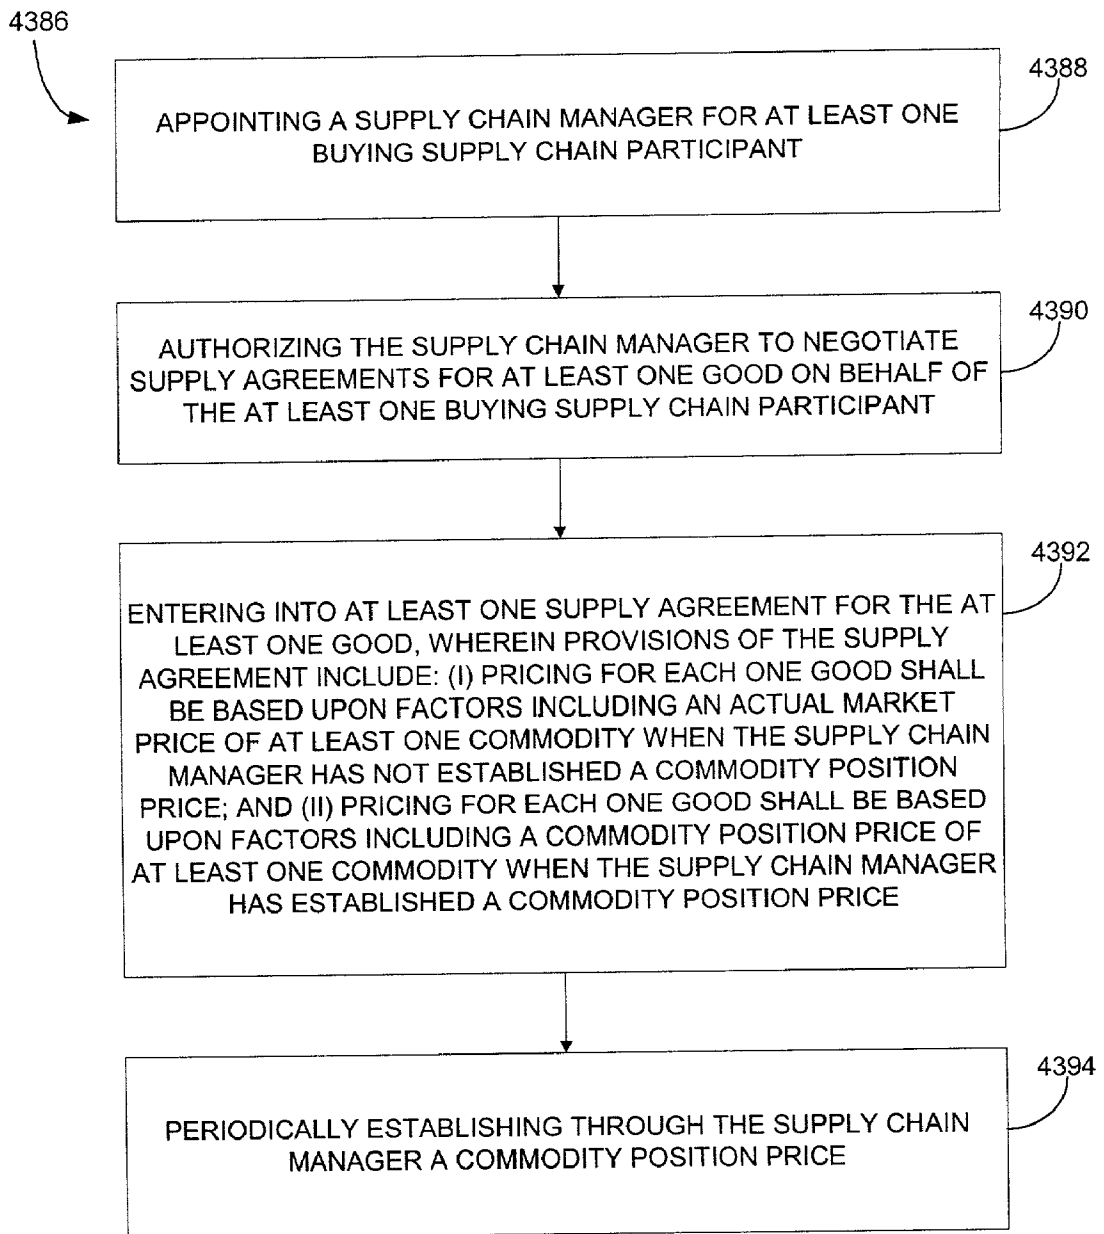 4386
4388
APPOINTING A SUPPLY CHAIN MANAGER FOR AT LEAST ONE
BUYING SUPPLY CHAIN PARTICIPANT
4390
AUTHORIZING THE SUPPLY CHAIN MANAGER TO NEGOTIATE
SUPPLY AGREEMENTS FOR AT LEAST ONE GOOD ON BEHALF OF
THE AT LEAST ONE BUYING SUPPLY CHAIN PARTICIPANT
4392
ENTERING INTO AT LEAST ONE SUPPLY AGREEMENT FOR THE AT
LEAST ONE GOOD, WHEREIN PROVISIONS OF THE SUPPLY
AGREEMENT INCLUDE: (I) PRICING FOR EACH ONE GOOD SHALL
BE BASED UPON FACTORS INCLUDING AN ACTUAL MARKET
PRICE OF AT LEAST ONE COMMODITY WHEN THE SUPPLY CHAIN
MANAGER HAS NOT ESTABLISHED A COMMODITY POSITION
PRICE; AND (II) PRICING FOR EACH ONE GOOD SHALL BE BASED
UPON FACTORS INCLUDING A COMMODITY POSITION PRICE OF
AT LEAST ONE COMMODITY WHEN THE SUPPLY CHAIN MANAGER
HAS ESTABLISHED A COMMODITY POSITION PRICE
4394
PERIODICALLY ESTABLISHING THROUGH THE SUPPLY CHAIN
MANAGER A COMMODITY POSITION PRICE